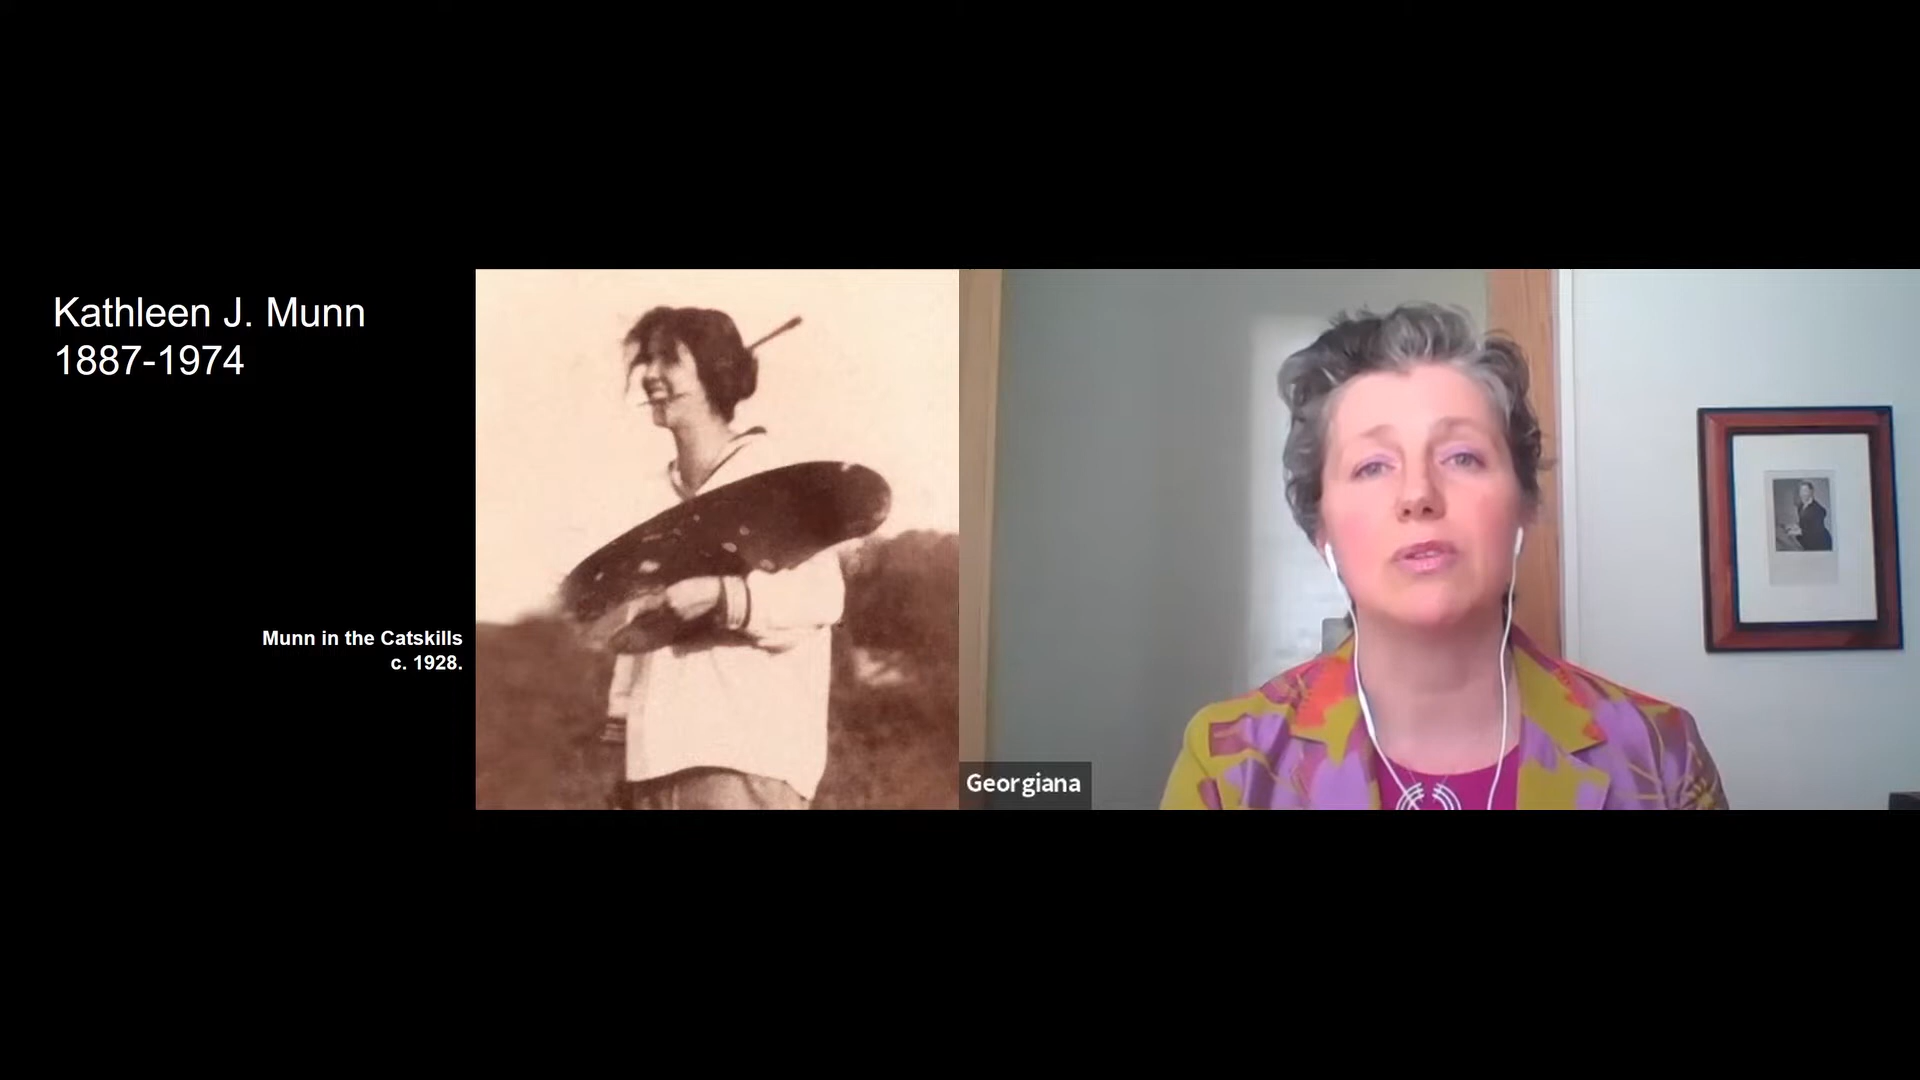 Kathleen J. Munn
1887-1974
Munn in the Catskills
c. 1928.
Georgiana